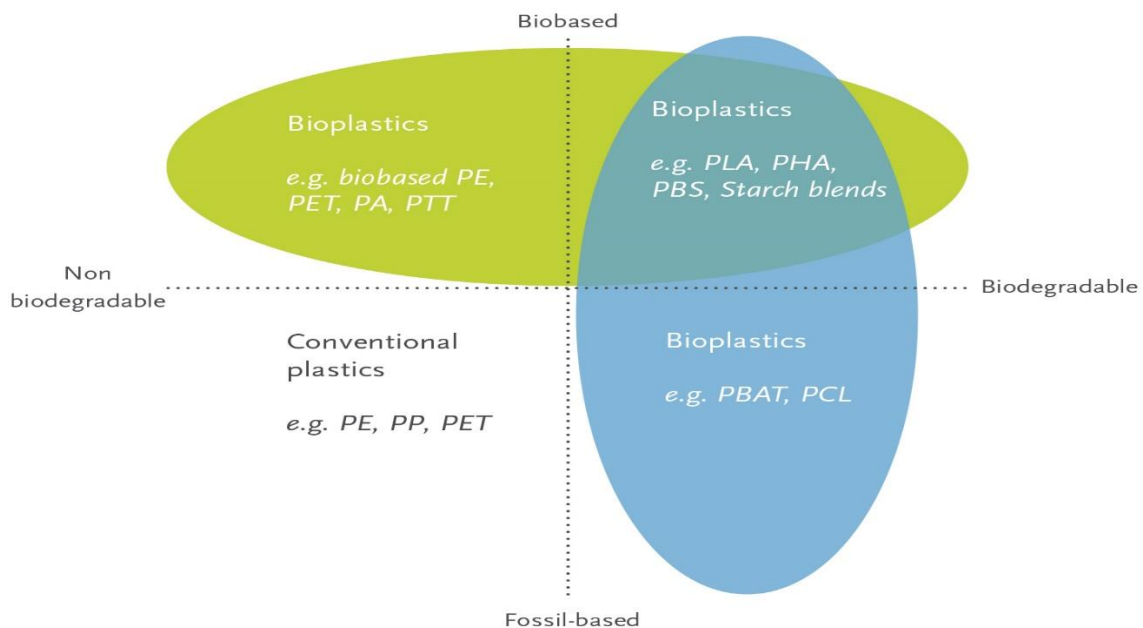 Biobased
Bioplastics
e.g. biobased PE,
PET, PA, PTT
Bioplastics
e.g. PLA, PHA,
PBS, Starch blends
Non
biodegradable
Biodegradable
Conventional
plastics
e.g. PE, PP, PET
Bioplastics
e.g. PBAT, PCL
Fossil-based